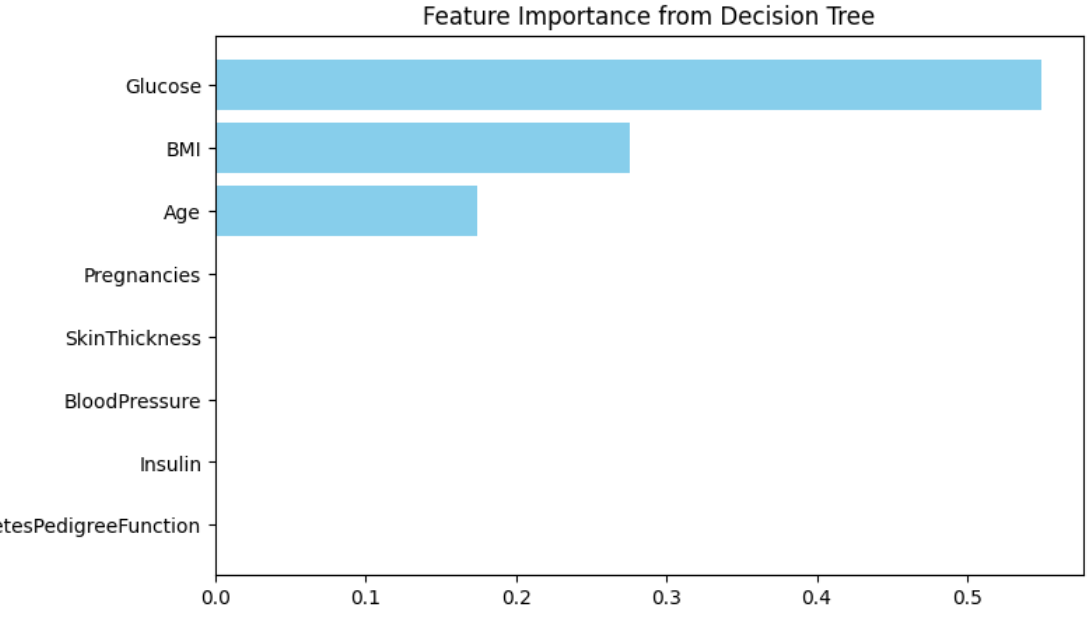 Feature Importance from Decision Tree
Glucose
BMI
Age
Pregnancies
SkinThickness
BloodPressure
Insulin
etesPedigreeFunction
0.0 0.1 0.2 0.3 0.4 0.5